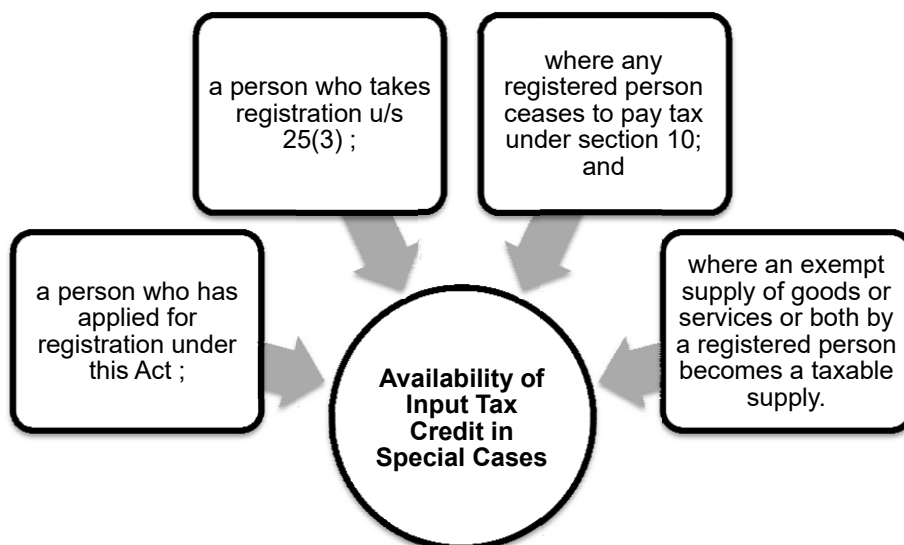 a person who takes
registration u/s
25(3) ;
where any
registered person
ceases to pay tax
under section 10;
and
a person who has
applied for
registration under
this Act ;
where an exempt
supply of goods or
services or both by
a registered person
becomes a taxable
supply.
Availability of
Input Tax
Credit in
Special Cases